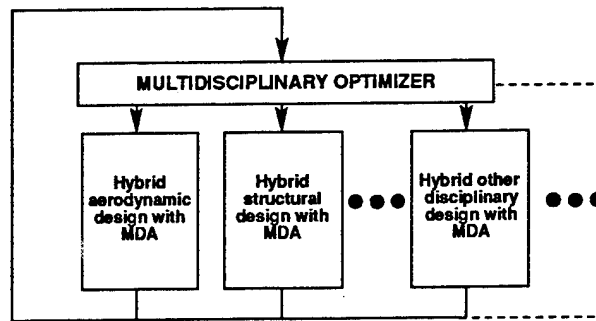 MULTIDISCIPLINARY OPTIMIZER
Hybrid
aerodynamic
design with
MDA
Hybrid
structural
design with
MDA
Hybrid other
disciplinary
design with
MDA